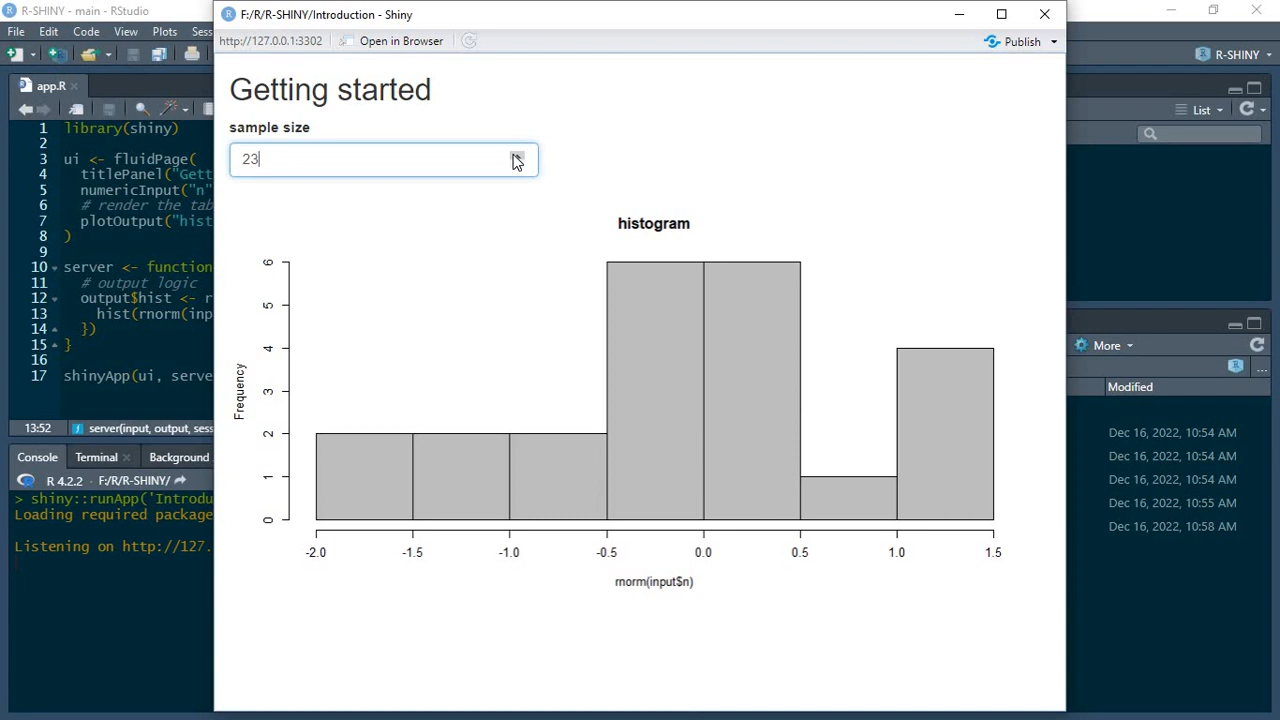 R-SHINY - main - RStudio
File Edit Code View Plots Sess
R-SHINY
app.R
List
1 library(shiny)
2
3 ui <- fluidPage(
4 titlePanel("Gett
5 numericInput("n"
6 # render the tab
7 plotOutput("hist
8 )
9
10 server <- function
11 # output logic
12 output$hist <- r
13 hist(rnorm(inp
14 })
15 }
16
17 shinyApp(ui, serve
13:52 server(input, output, sess
Console Terminal Background
R 4.2.2 · F:/R/R-SHINY/
> shiny::runApp('Introdu
Loading required package
Listening on http://127.
F:/R/R-SHINY/Introduction - Shiny
http://127.0.0.1:3302 Open in Browser Publish
Getting started
sample size
23
histogram
Frequency
6
5
4
3
2
1
0
-2.0 -1.5 -1.0 -0.5 0.0 0.5 1.0 1.5
rnorm(input$n)
More
...
Modified
Dec 16, 2022, 10:54 AM
Dec 16, 2022, 10:54 AM
Dec 16, 2022, 10:54 AM
Dec 16, 2022, 10:55 AM
Dec 16, 2022, 10:58 AM